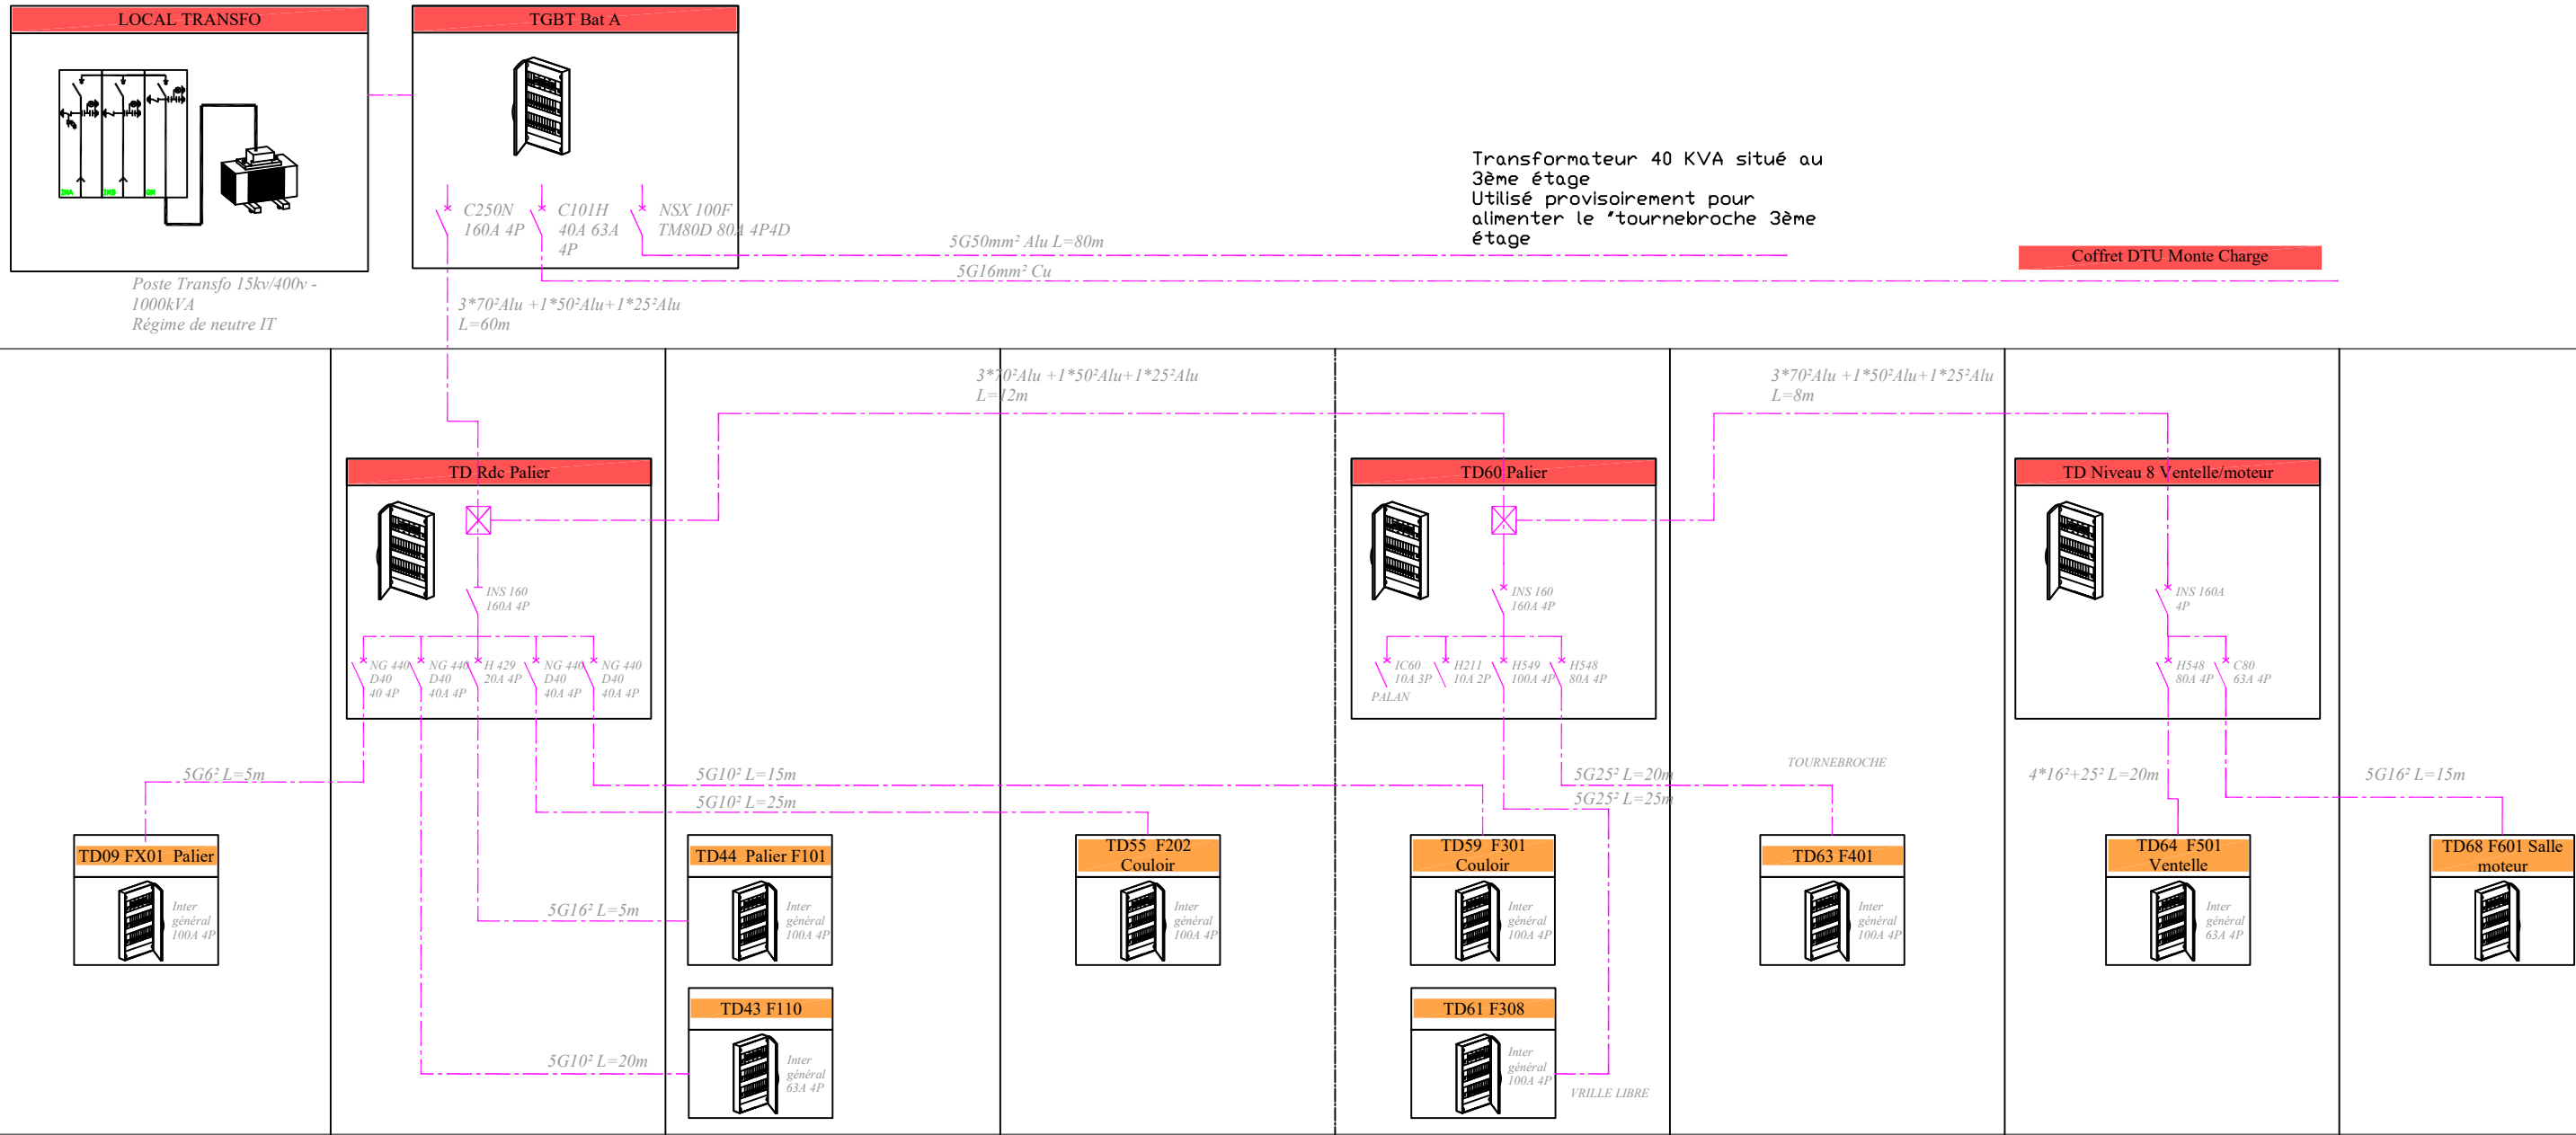 LOCAL TRANSFO
TGBT Bat A
C250N
160A 4P
C101H
40A 63A
4P
NSX 100F
TM80D 80A 4P4D
Transformateur 40 KVA situé au
3ème étage
Utilisé provisoirement pour
alimenter le "tournebroche 3ème
étage
5G50mm² Alu L=80m
5G16mm² Cu
Coffret DTU Monte Charge
Poste Transfo 15kv/400v -
1000kVA
Régime de neutre IT
3*70²Alu +1*50²Alu+1*25²Alu
L=60m
3*70²Alu +1*50²Alu+1*25²Alu
L=12m
3*70²Alu +1*50²Alu+1*25²Alu
L=8m
TD Rdc Palier
TD60 Palier
TD Niveau 8 Ventelle/moteur
INS 160
160A 4P
INS 160
160A 4P
INS 160A
4P
NG 440
D40
40 4P
NG 440
D40
40A 4P
H 429
20A 4P
NG 440
D40
40A 4P
NG 440
D40
40A 4P
IC60
10A 3P
PALAN
H211
10A 2P
H549
100A 4P
H548
80A 4P
H548
80A 4P
C80
63A 4P
5G6² L=5m
5G10² L=15m
5G10² L=25m
5G25² L=20m
5G25² L=25m
TOURNEBROCHE
4*16²+25² L=20m
5G16² L=15m
TD09 FX01 Palier
Inter
général
100A 4P
TD44 Palier F101
Inter
général
100A 4P
TD55 F202
Couloir
Inter
général
100A 4P
TD59 F301
Couloir
Inter
général
100A 4P
TD63 F401
Inter
général
100A 4P
TD64 F501
Ventelle
Inter
général
63A 4P
TD68 F601 Salle
moteur
5G16² L=5m
TD43 F110
Inter
général
63A 4P
5G10² L=20m
TD61 F308
Inter
général
100A 4P
VRILLE LIBRE